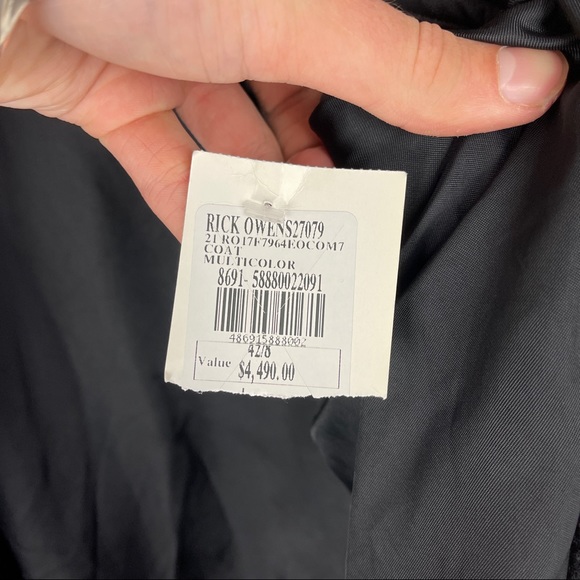 RICK OWENS27079
21 RO17F7964EOCOM7
COAT
MULTICOLOR
8691- 58880022091
486915888002
42/8
Value $4,490.00